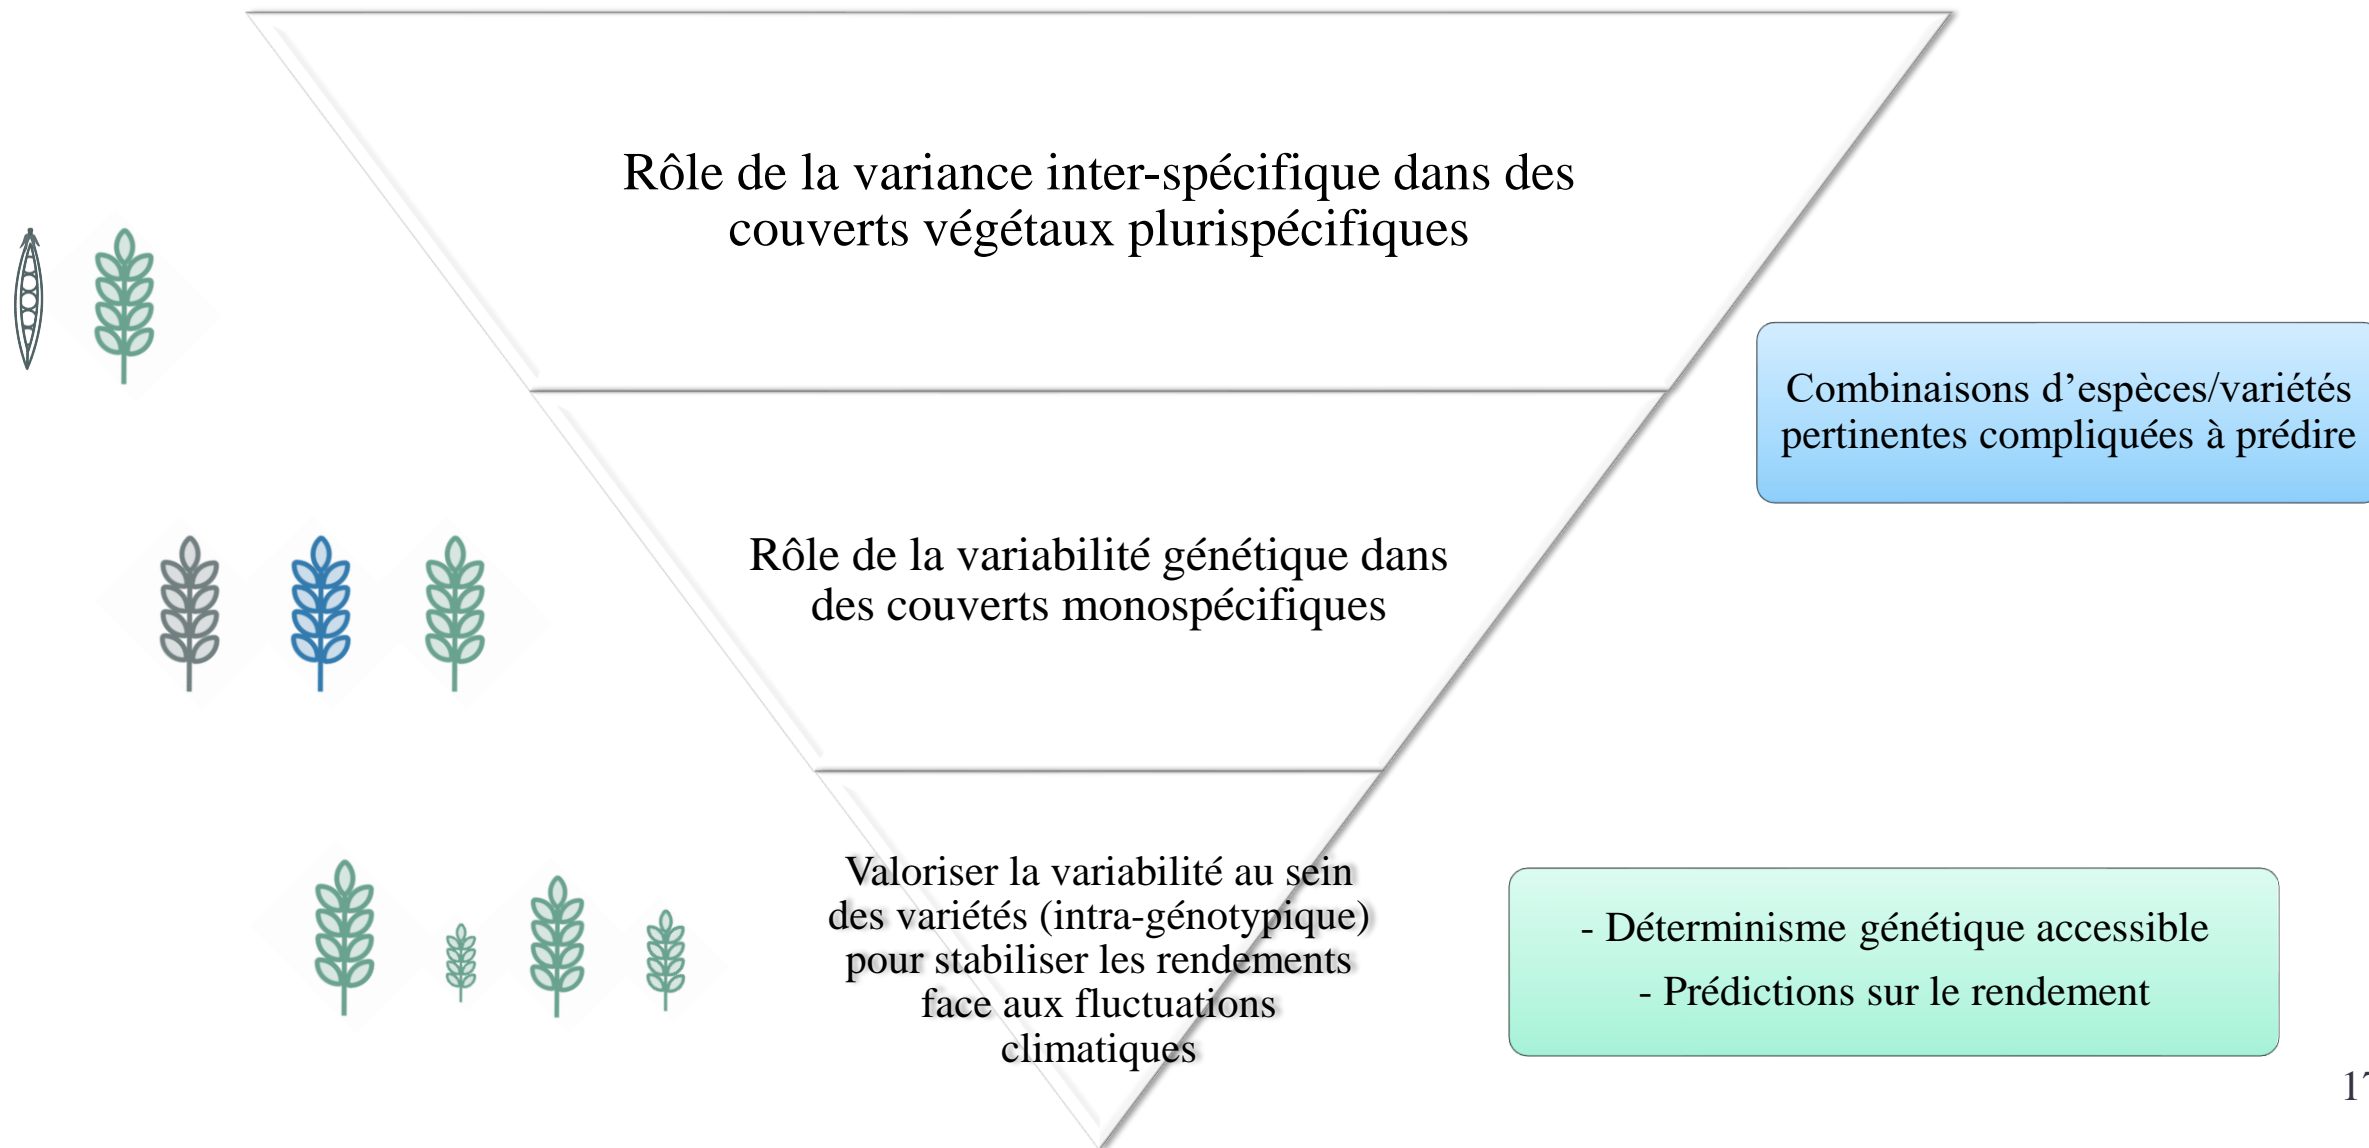 Rôle de la variance inter-spécifique dans des
couverts végétaux plurispécifiques
Combinaisons d’espèces/variétés
pertinentes compliquées à prédire
Rôle de la variabilité génétique dans
des couverts monospécifiques
Valoriser la variabilité au sein
des variétés (intra-génotypique)
pour stabiliser les rendements
face aux fluctuations
climatiques
- Déterminisme génétique accessible
- Prédictions sur le rendement
17